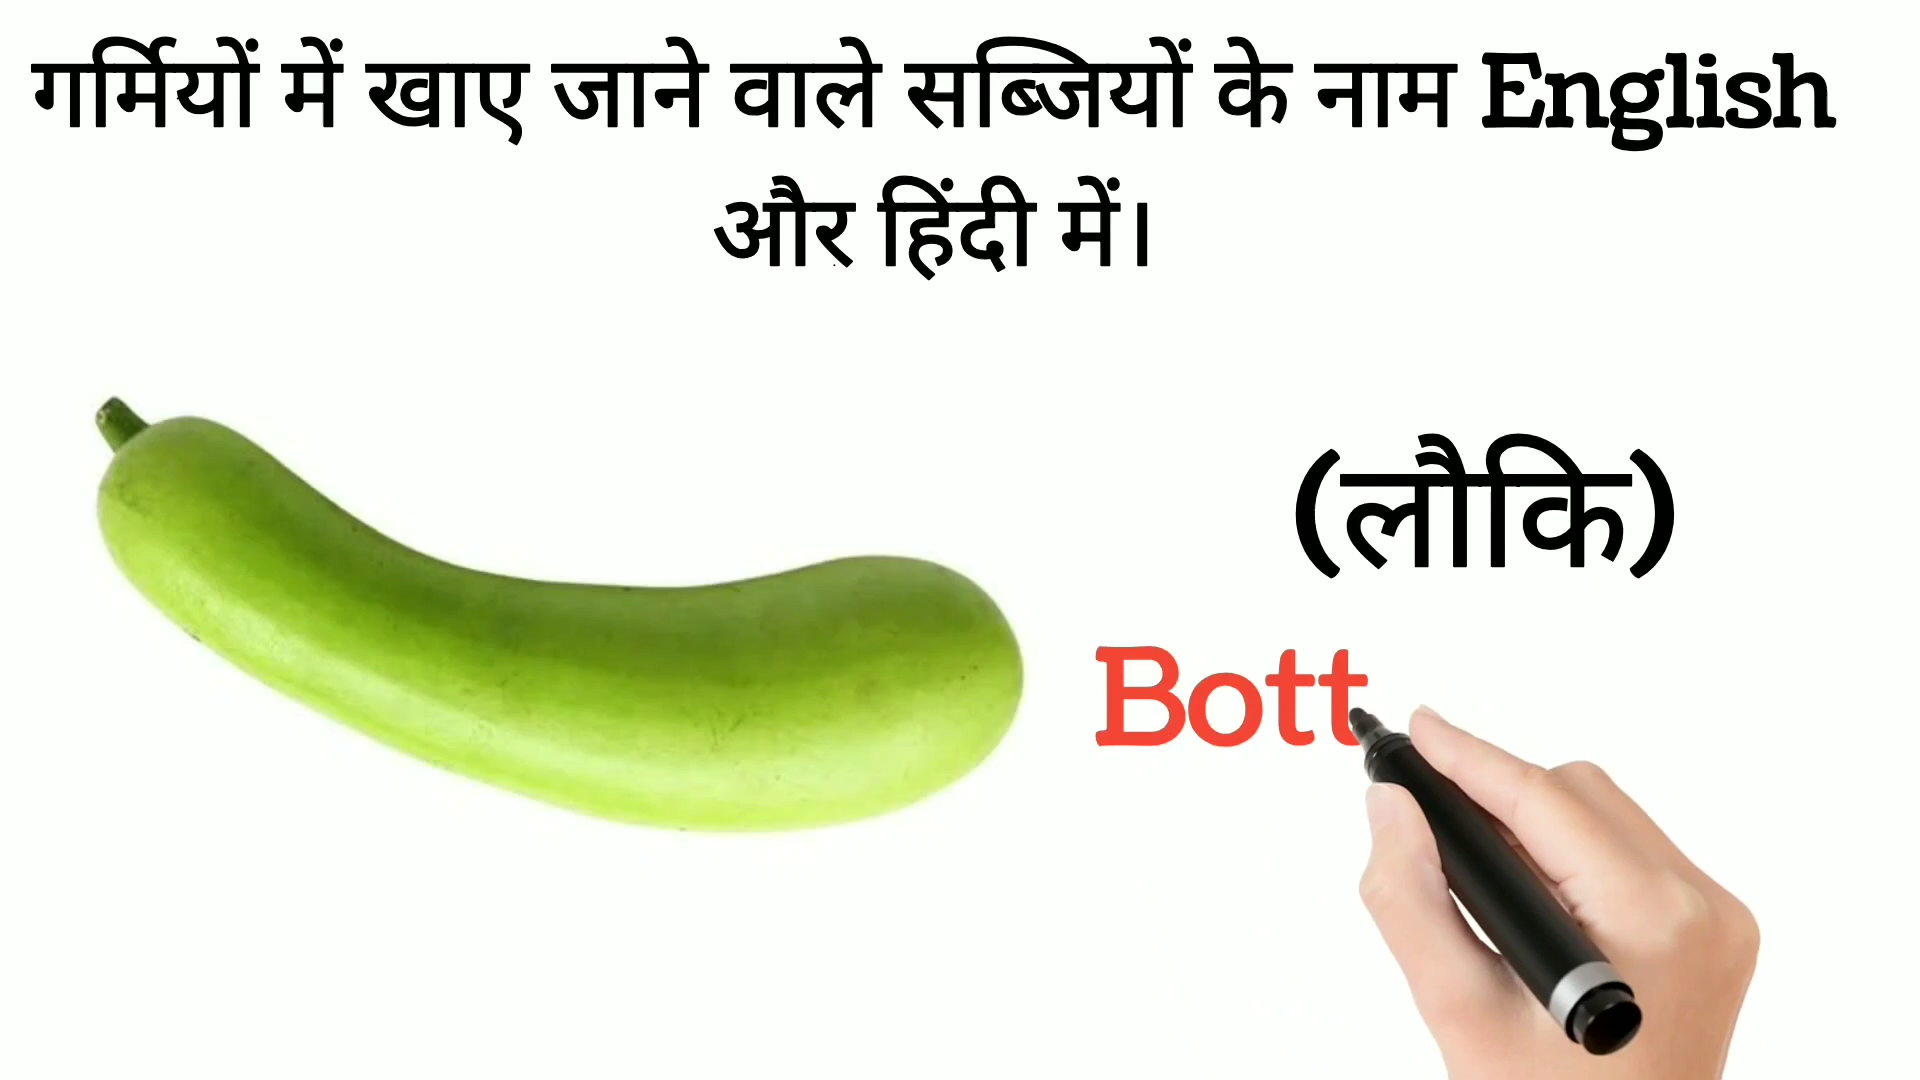 गर्मियों में खाए जाने वाले सब्जियों के नाम English
और हिंदी में।
(लौकि)
Bott